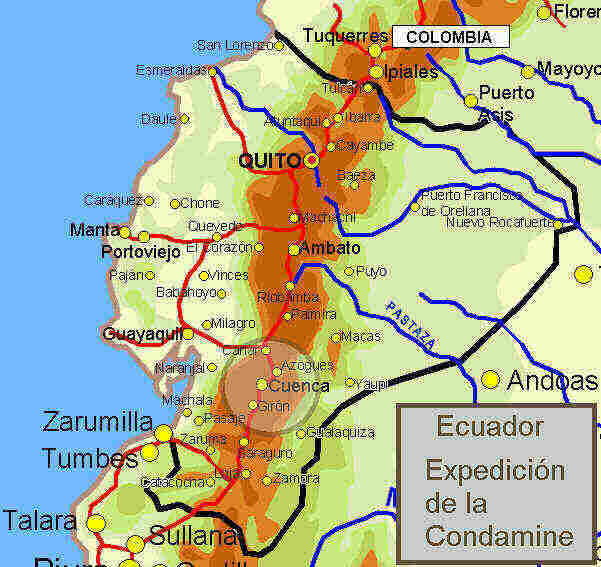 Floren
Tuquerres
COLOMBIA
San Lorenzo
Ipiales
Mayoyo
Esmeraldas
Tulcán
Puerto
Asis
Daule
Atuntaqui
Ibarra
Cayambe
QUITO
Baeza
Caraquez
Chone
Puerto Francisco
de Orellana
Machachi
Nuevo Rocafuerte
Manta
Quevedo
Portoviejo
El Corazón
Ambato
Pajan
Vinces
Puyo
Babahoyo
Riobamba
PASTAZA
Palmira
Guayaquil
Milagro
Macas
Cañar
Naranjal
Azogues
Cuenca
Yaupi
Andoas
Machala
Girón
Pasaje
Zarumilla
Gualaquiza
Zaruma
Tumbes
Saraguro
Loja
Catacocha
Zamora
Talara
Sullana
Piura
Ecuador
Expedición
de la
Condamine